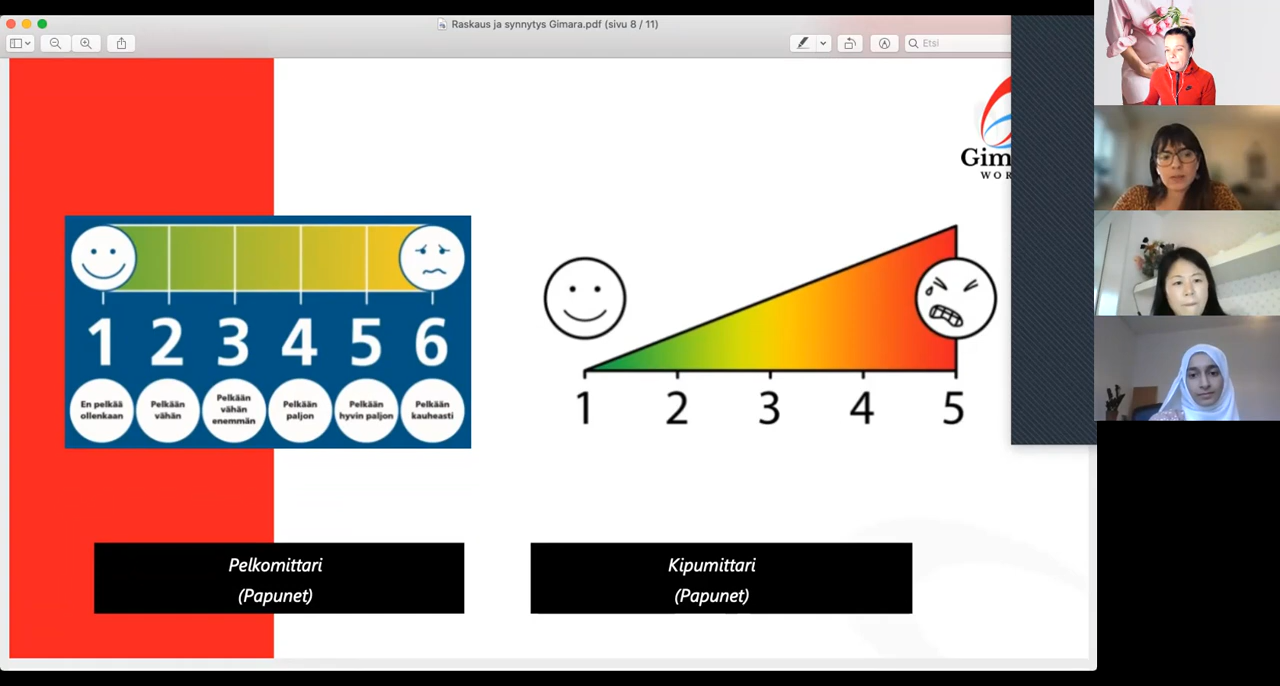 Raskaus ja synnytys Gimara.pdf (sivu 8 / 11)
Etsi
Gim
WOR
1 2 3 4 5 6
En pelkää
ollenkaan
Pelkään
vähän
Pelkään
vähän
enemmän
Pelkään
paljon
Pelkään
hyvin paljon
Pelkään
kauheasti
1 2 3 4 5
Pelkomittari
(Papunet)
Kipumittari
(Papunet)